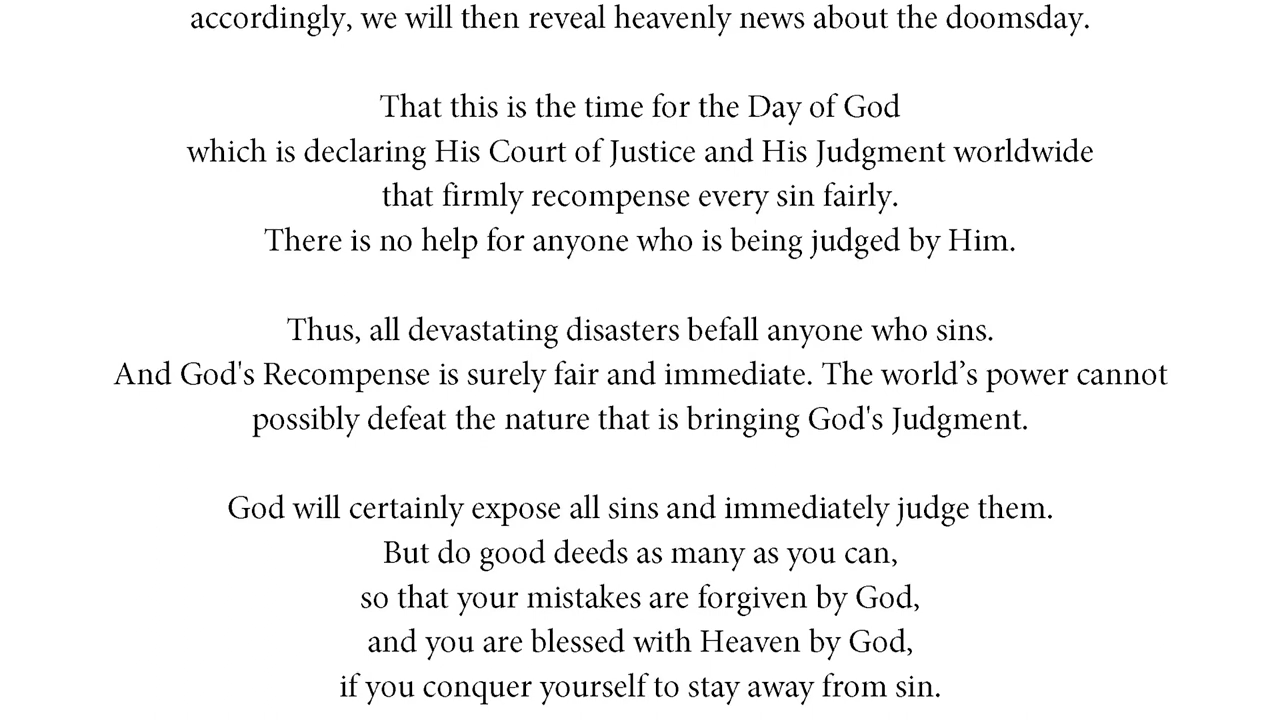 accordingly, we will then reveal heavenly news about the doomsday.
That this is the time for the Day of God
which is declaring His Court of Justice and His Judgment worldwide
that firmly recompense every sin fairly.
There is no help for anyone who is being judged by Him.
Thus, all devastating disasters befall anyone who sins.
And God's Recompense is surely fair and immediate. The world’s power cannot
possibly defeat the nature that is bringing God's Judgment.
God will certainly expose all sins and immediately judge them.
But do good deeds as many as you can,
so that your mistakes are forgiven by God,
and you are blessed with Heaven by God,
if you conquer yourself to stay away from sin.